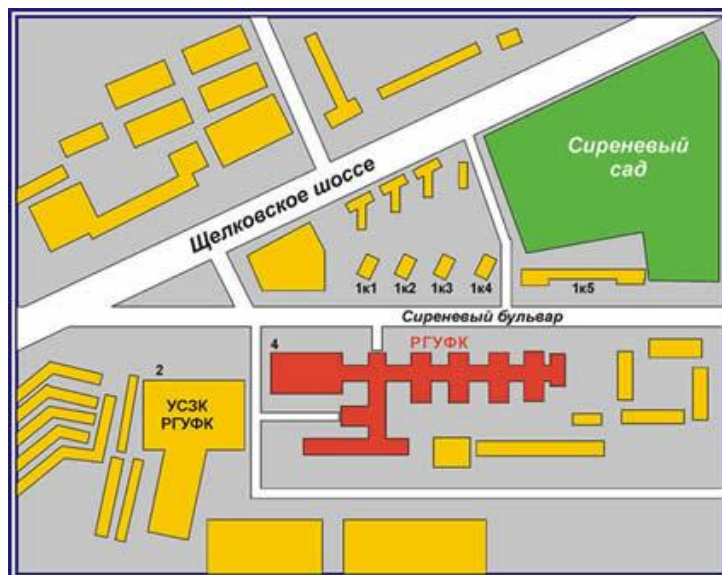 Сиреневый
сад
Щелковское шоссе
1к1
1к2
1к3
1к4
1к5
Сиреневый бульвар
РГУФК
4
2
УСЗК
РГУФК